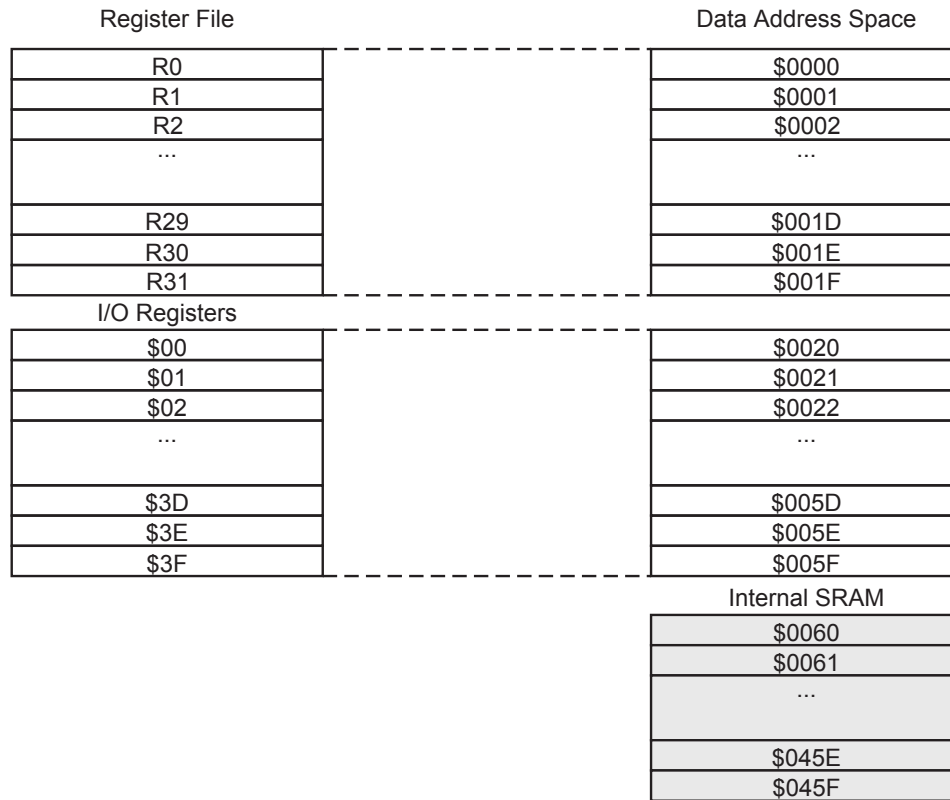 Register File Data Address Space
R0 $0000
R1 $0001
R2 $0002
... ...
R29 $001D
R30 $001E
R31 $001F
I/O Registers
$00 $0020
$01 $0021
$02 $0022
... ...
$3D $005D
$3E $005E
$3F $005F
Internal SRAM
$0060
$0061
...
$045E
$045F